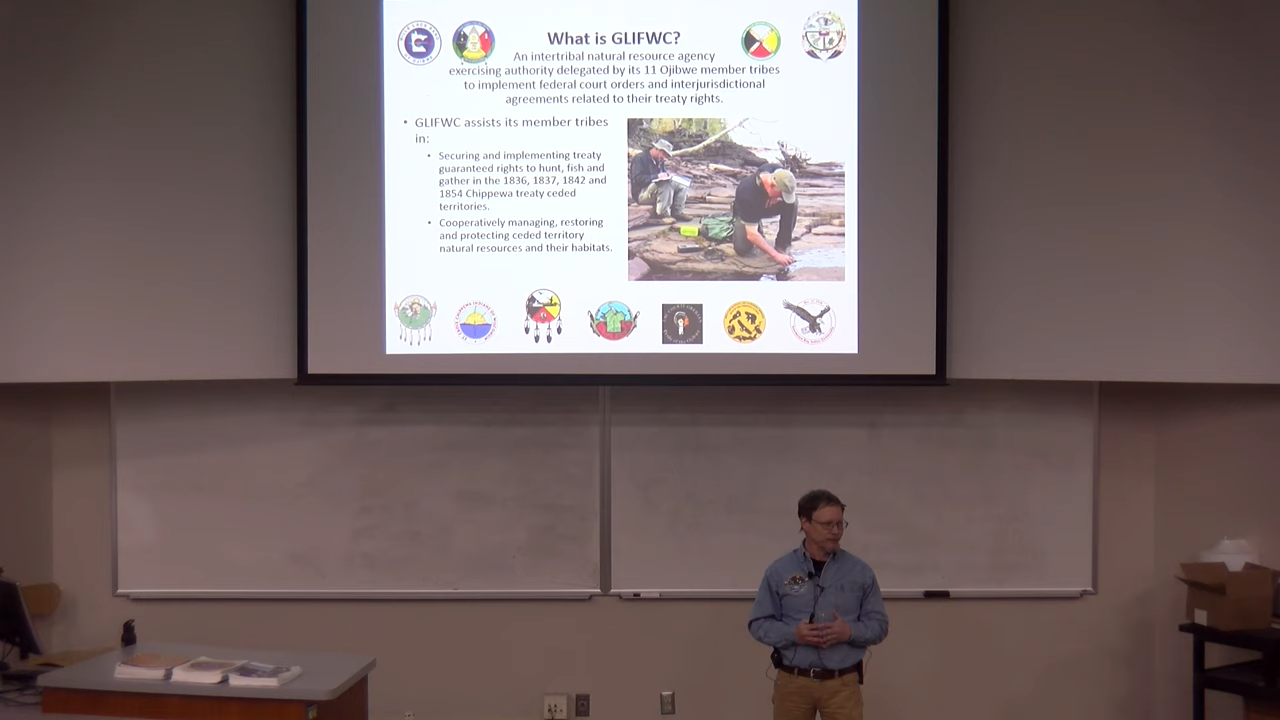 What is GLIFWC?
An intertribal natural resource agency
exercising authority delegated by its 11 Ojibwe member tribes
to implement federal court orders and interjurisdictional
agreements related to their treaty rights.
• GLIFWC assists its member tribes
in:
• Securing and implementing treaty
guaranteed rights to hunt, fish and
gather in the 1836, 1837, 1842 and
1854 Chippewa treaty ceded
territories.
• Cooperatively managing, restoring
and protecting ceded territory
natural resources and their habitats.